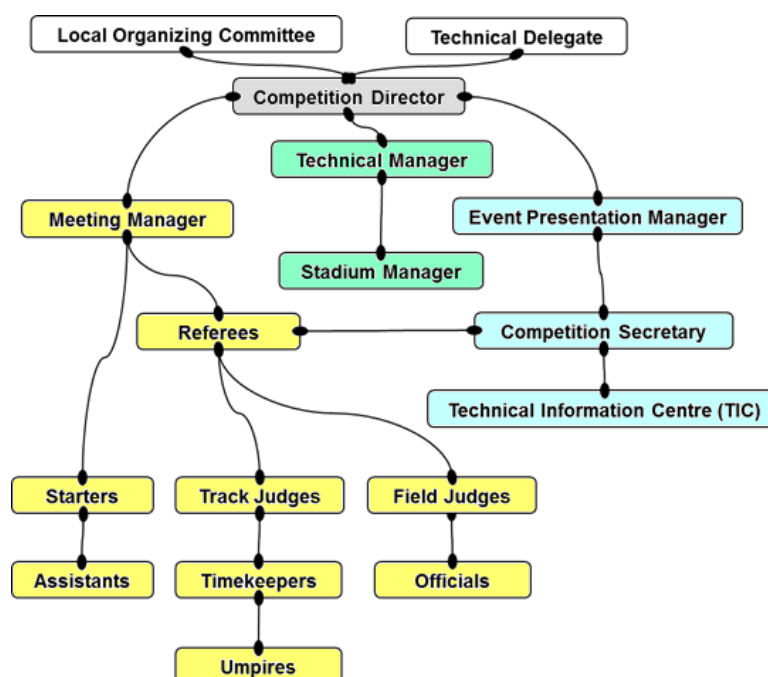 Local Organizing Committee
Technical Delegate
Competition Director
Technical Manager
Meeting Manager
Event Presentation Manager
Stadium Manager
Referees
Competition Secretary
Technical Information Centre (TIC)
Starters
Track Judges
Field Judges
Assistants
Timekeepers
Officials
Umpires